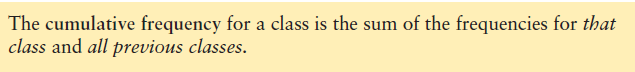 The cumulative frequency for a class is the sum of the frequencies for that
class and all previous classes.